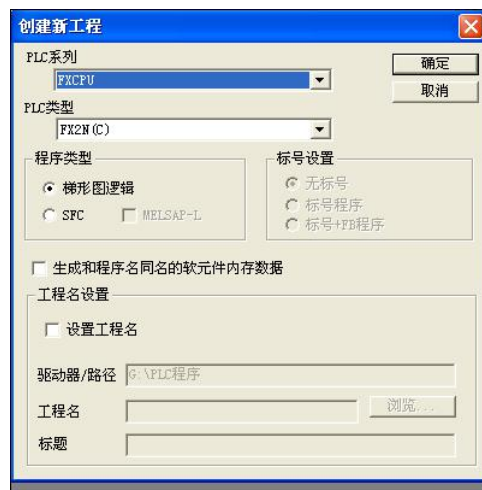 创建新工程
PLC系列
FXCPU
确定
取消
PLC类型
FX2N(C)
程序类型
梯形图逻辑
SFC
MELSAP-L
标号设置
无标号
标号程序
标号+FB程序
生成和程序名同名的软元件内存数据
工程名设置
设置工程名
驱动器/路径
G:\PLC程序
工程名
浏览...
标题